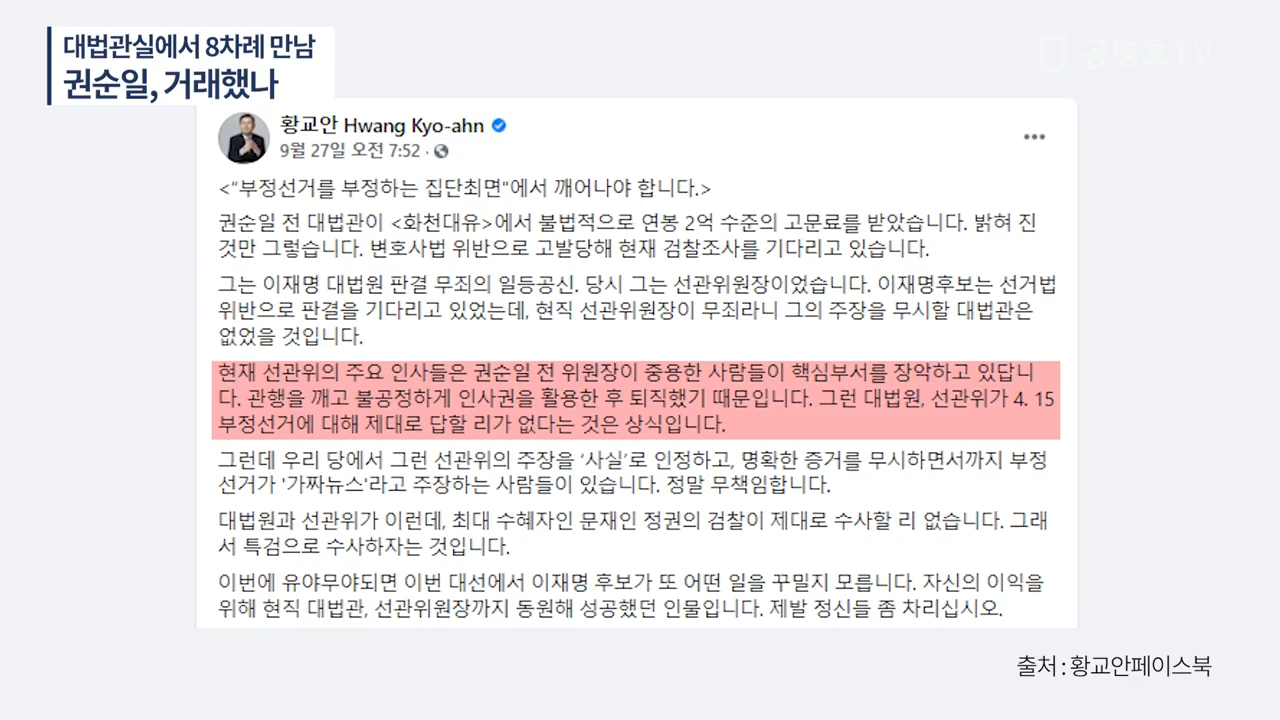 대법관실에서 8차례 만남
권순일, 거래했나
공병호TV
황교안 Hwang Kyo-ahn
9월 27일 오전 7:52 ·
<“부정선거를 부정하는 집단최면"에서 깨어나야 합니다.>
권순일 전 대법관이 <화천대유>에서 불법적으로 연봉 2억 수준의 고문료를 받았습니다. 밝혀 진
것만 그렇습니다. 변호사법 위반으로 고발당해 현재 검찰조사를 기다리고 있습니다.
그는 이재명 대법원 판결 무죄의 일등공신. 당시 그는 선관위원장이었습니다. 이재명후보는 선거법
위반으로 판결을 기다리고 있었는데, 현직 선관위원장이 무죄라니 그의 주장을 무시할 대법관은
없었을 것입니다.
현재 선관위의 주요 인사들은 권순일 전 위원장이 중용한 사람들이 핵심부서를 장악하고 있답니
다. 관행을 깨고 불공정하게 인사권을 활용한 후 퇴직했기 때문입니다. 그런 대법원, 선관위가 4. 15
부정선거에 대해 제대로 답할 리가 없다는 것은 상식입니다.
그런데 우리 당에서 그런 선관위의 주장을 ‘사실’로 인정하고, 명확한 증거를 무시하면서까지 부정
선거가 '가짜뉴스'라고 주장하는 사람들이 있습니다. 정말 무책임합니다.
대법원과 선관위가 이런데, 최대 수혜자인 문재인 정권의 검찰이 제대로 수사할 리 없습니다. 그래
서 특검으로 수사하자는 것입니다.
이번에 유야무야되면 이번 대선에서 이재명 후보가 또 어떤 일을 꾸밀지 모릅니다. 자신의 이익을
위해 현직 대법관, 선관위원장까지 동원해 성공했던 인물입니다. 제발 정신들 좀 차리십시오.
출처 : 황교안페이스북